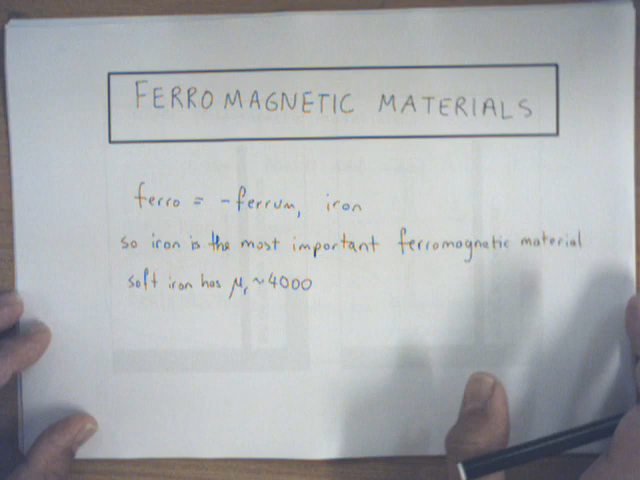 FERROMAGNETIC MATERIALS
ferro = -ferrum, iron
so iron is the most important ferromagnetic material
soft iron has μr ~ 4000